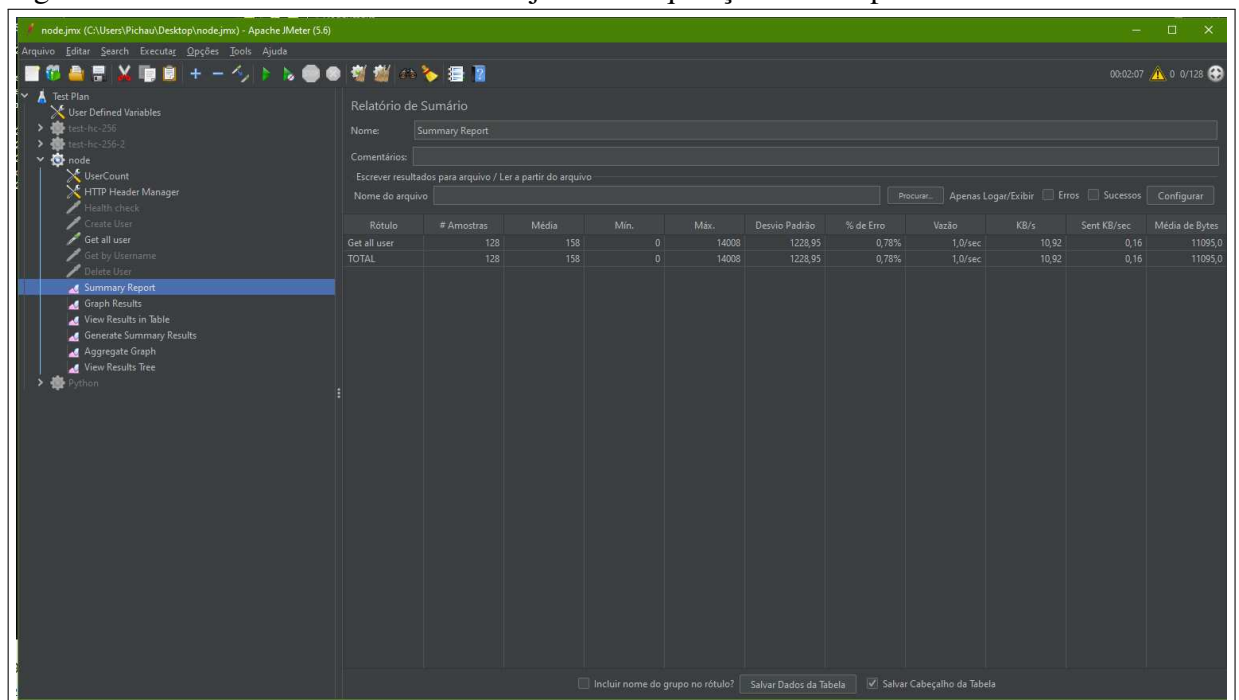 node.jmx (C:\Users\Pichau\Desktop\node.jmx) - Apache JMeter (5.6)
Arquivo Editar Search Executar Opções Tools Ajuda
00:02:07 0 0/128
Test Plan
User Defined Variables
test-hc-256
test-hc-256-2
node
UserCount
HTTP Header Manager
Health check
Create User
Get all user
Get by Username
Delete User
Summary Report
Graph Results
View Results in Table
Generate Summary Results
Aggregate Graph
View Results Tree
Python
Relatório de Sumário
Nome: Summary Report
Comentários:
Escrever resultados para arquivo / Ler a partir do arquivo
Nome do arquivo Procurar... Apenas Logar/Exibir Erros Sucessos Configurar
Rótulo # Amostras Média Mín. Máx. Desvio Padrão % de Erro Vazão KB/s Sent KB/sec Média de Bytes
Get all user 128 158 0 14008 1228,95 0,78% 1,0/sec 10,92 0,16 11095,0
TOTAL 128 158 0 14008 1228,95 0,78% 1,0/sec 10,92 0,16 11095,0
Incluir nome do grupo no rótulo? Salvar Dados da Tabela Salvar Cabeçalho da Tabela